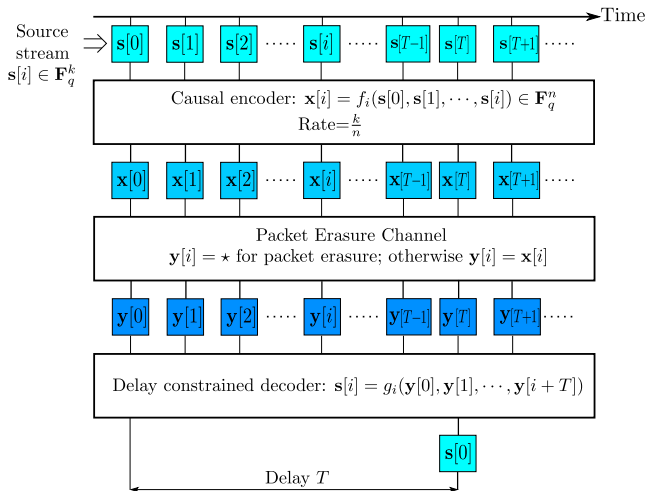 Time
Source
stream
s[i] ∈ F_q^k
s[0] s[1] s[2] ····· s[i] ····· s[T−1] s[T] s[T+1] ·····
Causal encoder: x[i] = f_i(s[0], s[1], ⋯, s[i]) ∈ F_q^n
Rate=k/n
x[0] x[1] x[2] ····· x[i] ····· x[T−1] x[T] x[T+1] ·····
Packet Erasure Channel
y[i] = ⋆ for packet erasure; otherwise y[i] = x[i]
y[0] y[1] y[2] ····· y[i] ····· y[T−1] y[T] y[T+1] ·····
Delay constrained decoder: s[i] = g_i(y[0], y[1], ⋯, y[i + T])
s[0]
Delay T